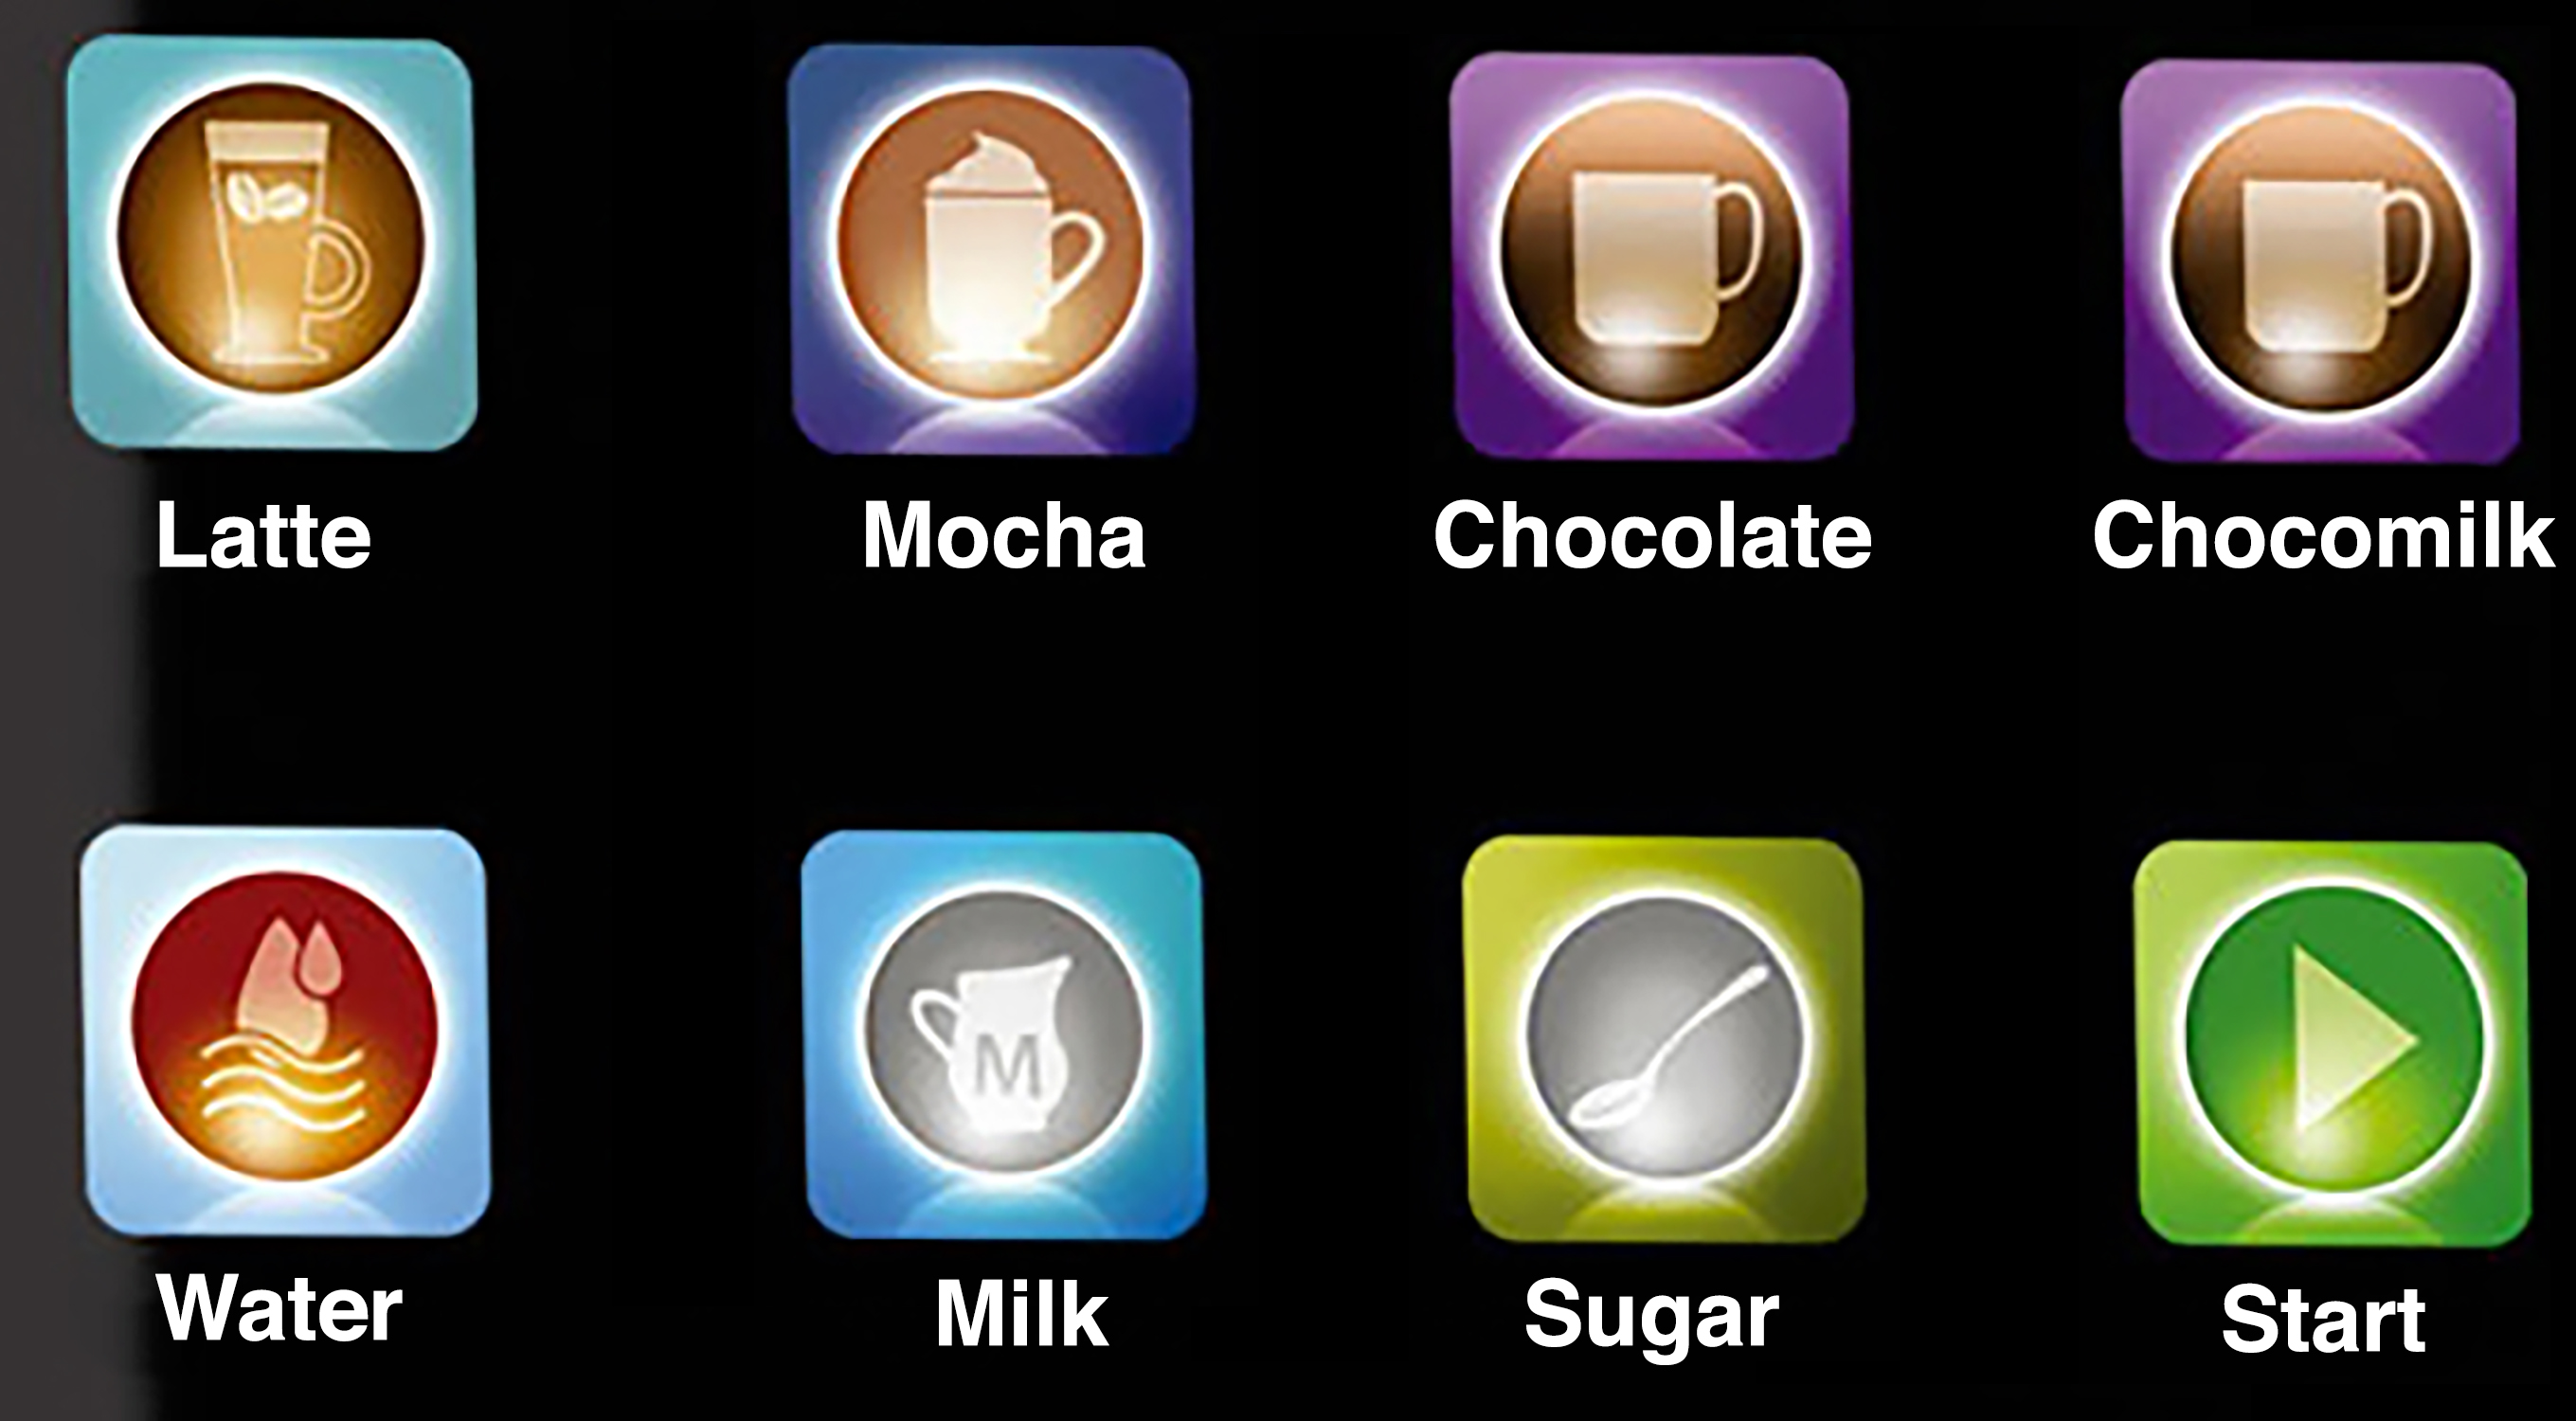 Latte
Mocha
Chocolate
Chocomilk
M
Water
Milk
Sugar
Start